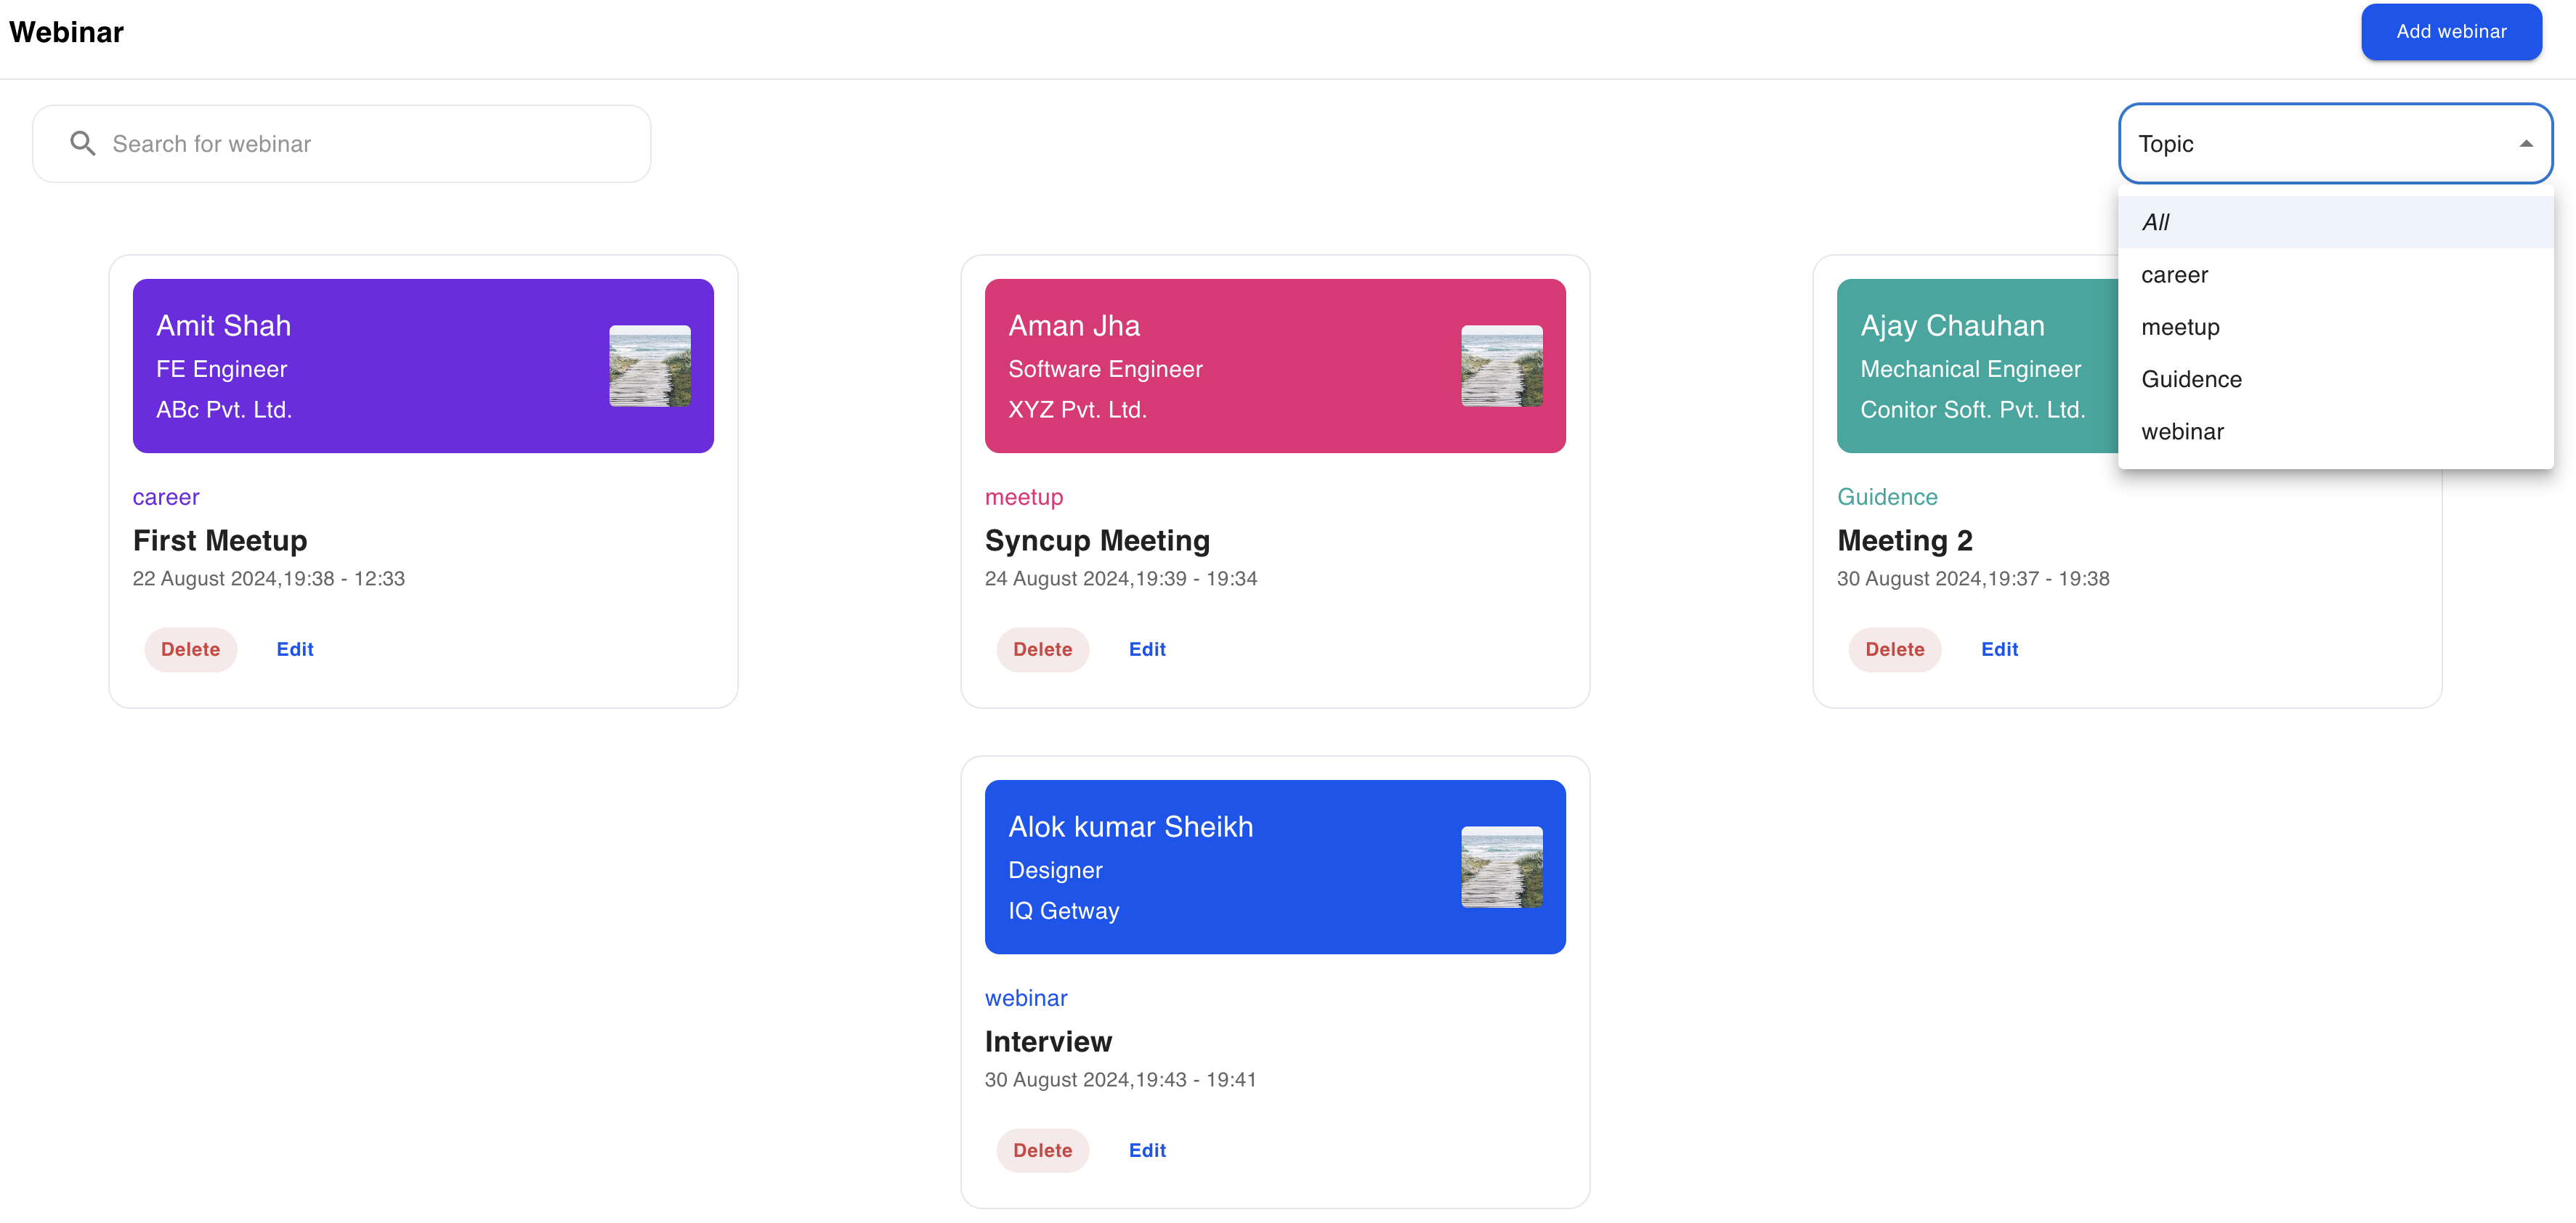 Webinar
Add webinar
Search for webinar
Topic
All
career
meetup
Guidence
webinar
Amit Shah
FE Engineer
ABc Pvt. Ltd.
career
First Meetup
22 August 2024,19:38 - 12:33
Delete
Edit
Aman Jha
Software Engineer
XYZ Pvt. Ltd.
meetup
Syncup Meeting
24 August 2024,19:39 - 19:34
Delete
Edit
Ajay Chauhan
Mechanical Engineer
Conitor Soft. Pvt. Ltd.
Guidence
Meeting 2
30 August 2024,19:37 - 19:38
Delete
Edit
Alok kumar Sheikh
Designer
IQ Getway
webinar
Interview
30 August 2024,19:43 - 19:41
Delete
Edit